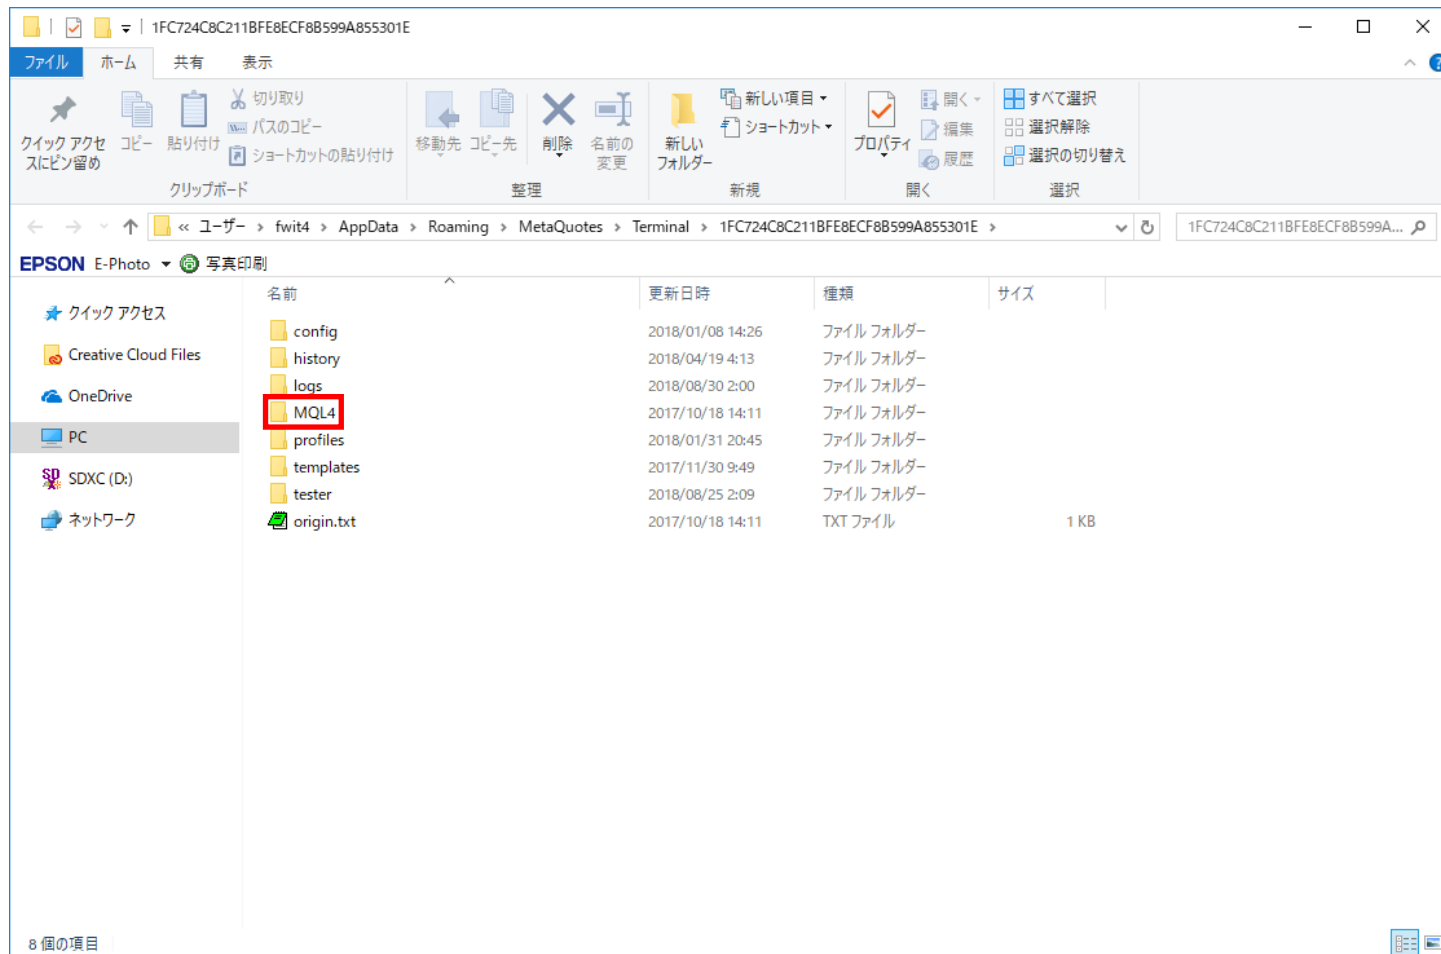 1FC724C8C211BFE8ECF8B599A855301E
ファイル ホーム 共有 表示
クイック アクセスにピン留め
コピー
貼り付け
切り取り
パスのコピー
ショートカットの貼り付け
クリップボード
移動先 コピー先 削除 名前の変更
整理
新しいフォルダー
新しい項目
ショートカット
新規
プロパティ
開く
編集
履歴
開く
すべて選択
選択解除
選択の切り替え
選択
« ユーザー › fwit4 › AppData › Roaming › MetaQuotes › Terminal › 1FC724C8C211BFE8ECF8B599A855301E ›
1FC724C8C211BFE8ECF8B599A...
EPSON E-Photo 写真印刷
クイック アクセス
Creative Cloud Files
OneDrive
PC
SDXC (D:)
ネットワーク
名前 更新日時 種類 サイズ
config 2018/01/08 14:26 ファイル フォルダー
history 2018/04/19 4:13 ファイル フォルダー
logs 2018/08/30 2:00 ファイル フォルダー
MQL4 2017/10/18 14:11 ファイル フォルダー
profiles 2018/01/31 20:45 ファイル フォルダー
templates 2017/11/30 9:49 ファイル フォルダー
tester 2018/08/25 2:09 ファイル フォルダー
origin.txt 2017/10/18 14:11 TXT ファイル 1 KB
8 個の項目